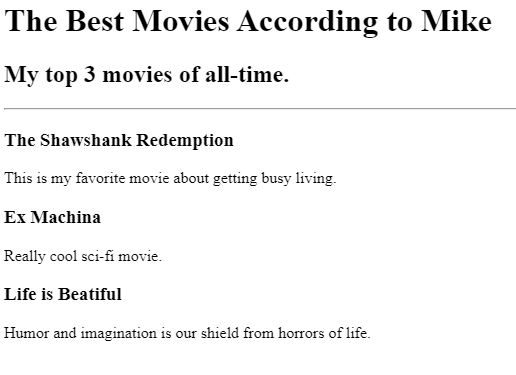 The Best Movies According to Mike
My top 3 movies of all-time.
The Shawshank Redemption
This is my favorite movie about getting busy living.
Ex Machina
Really cool sci-fi movie.
Life is Beatiful
Humor and imagination is our shield from horrors of life.